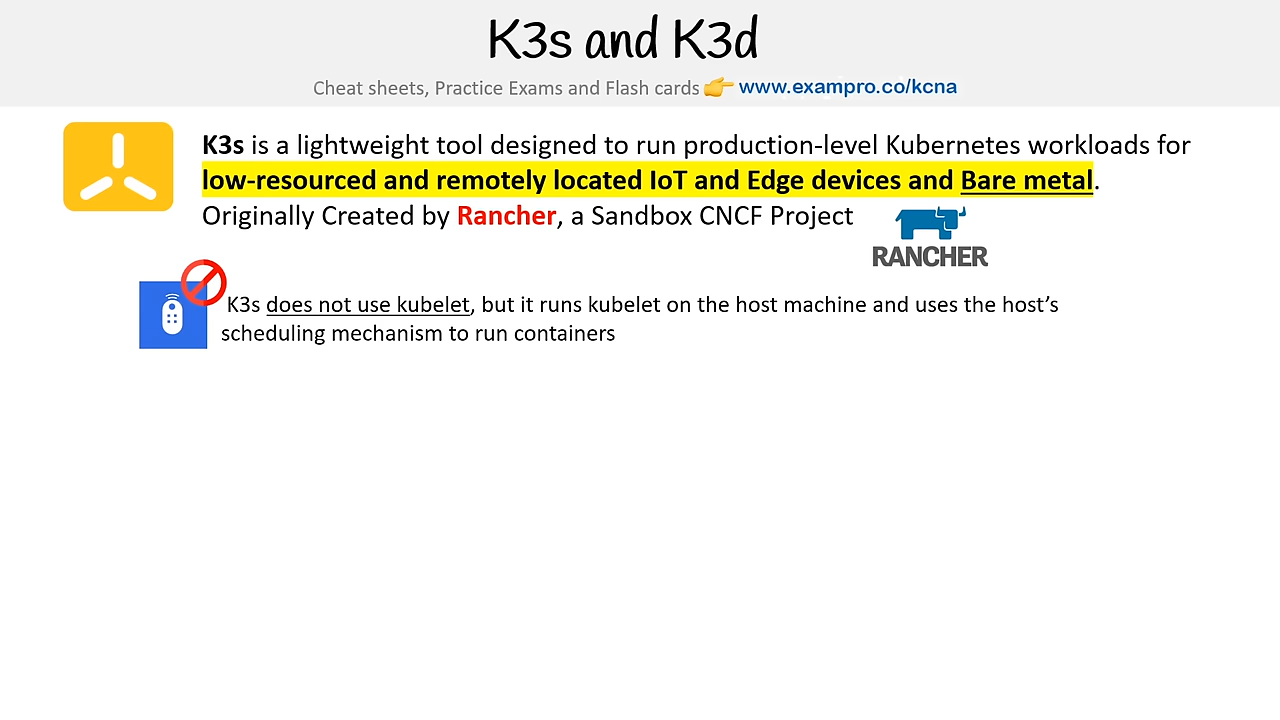 K3s and K3d
Cheat sheets, Practice Exams and Flash cards 👉 www.exampro.co/kcna
K3s is a lightweight tool designed to run production-level Kubernetes workloads for
low-resourced and remotely located IoT and Edge devices and Bare metal.
Originally Created by Rancher, a Sandbox CNCF Project
RANCHER
K3s does not use kubelet, but it runs kubelet on the host machine and uses the host’s
scheduling mechanism to run containers